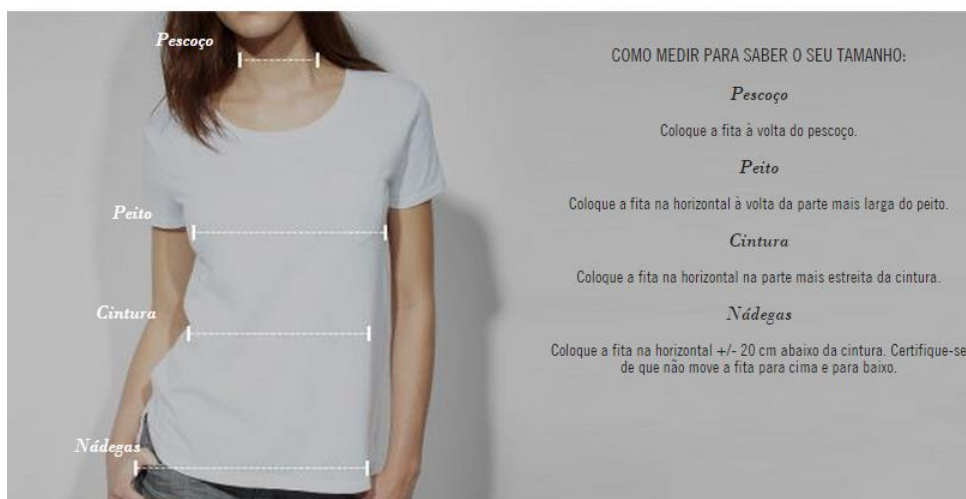 Pescoço
Peito
Cintura
Nádegas
COMO MEDIR PARA SABER O SEU TAMANHO:
Pescoço
Coloque a fita à volta do pescoço.
Peito
Coloque a fita na horizontal à volta da parte mais larga do peito.
Cintura
Coloque a fita na horizontal na parte mais estreita da cintura.
Nádegas
Coloque a fita na horizontal +/- 20 cm abaixo da cintura. Certifique-se
de que não move a fita para cima e para baixo.